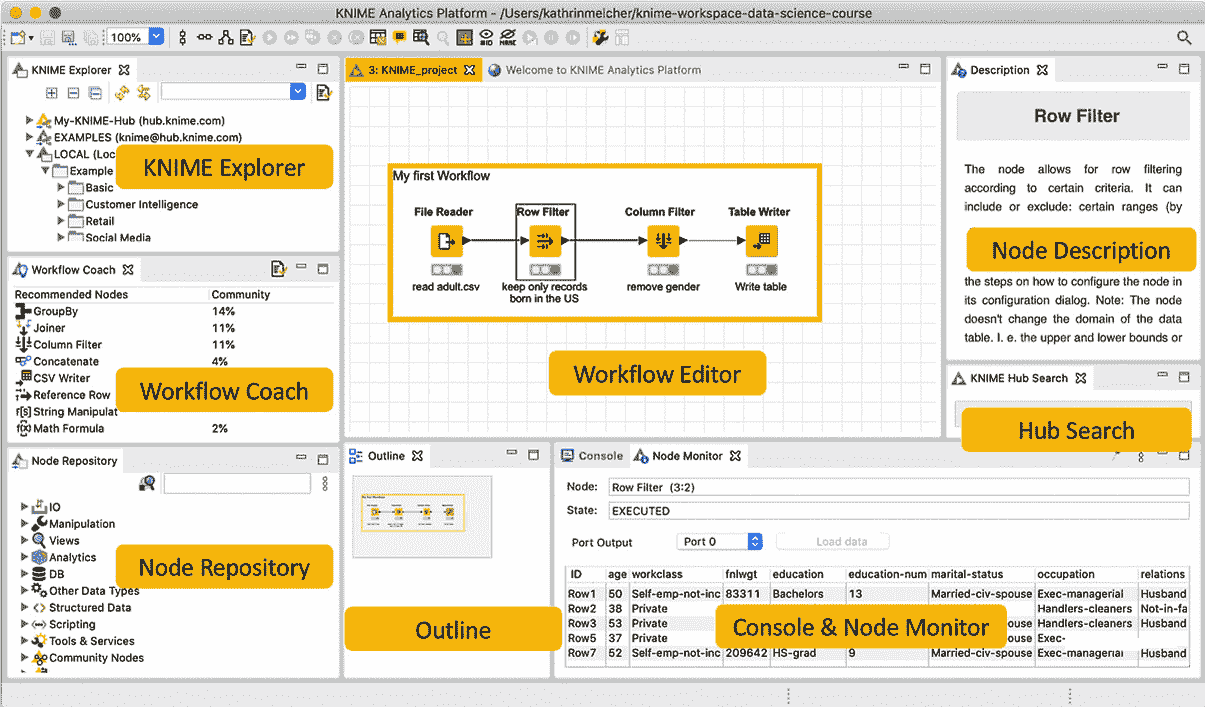 KNIME Analytics Platform - /Users/kathrinmelcher/knime-workspace-data-science-course
100%
KNIME Explorer
My-KNIME-Hub (hub.knime.com)
EXAMPLES (knime@hub.knime.com)
LOCAL (Loc
Example
Basic
Customer Intelligence
Retail
Social Media
KNIME Explorer
Workflow Coach
Recommended Nodes Community
GroupBy 14%
Joiner 11%
Column Filter 11%
Concatenate 4%
CSV Writer
Reference Row
String Manipulat
Math Formula 2%
Workflow Coach
Node Repository
IO
Manipulation
Views
Analytics
DB
Other Data Types
Structured Data
Scripting
Tools & Services
Community Nodes
Node Repository
3: KNIME_project
Welcome to KNIME Analytics Platform
My first Workflow
File Reader
read adult.csv
Row Filter
keep only records
born in the US
Column Filter
remove gender
Table Writer
Write table
Workflow Editor
Description
Row Filter
The node allows for row filtering
according to certain criteria. It can
include or exclude: certain ranges (by
Node Description
the steps on how to configure the node in
its configuration dialog. Note: The node
doesn't change the domain of the data
table. I. e. the upper and lower bounds or
KNIME Hub Search
Hub Search
Outline
Outline
Console
Node Monitor
Node: Row Filter (3:2)
State: EXECUTED
Port Output Port 0 Load data
ID age workclass fnlwgt education education-num marital-status occupation relations
Row1 50 Self-emp-not-inc 83311 Bachelors 13 Married-civ-spouse Exec-managerial Husband
Row2 38 Private Handlers-cleaners Not-in-fa
Row3 53 Private ouse Handlers-cleaners Husband
Row5 37 Private ouse Exec-
Row7 52 Self-emp-not-inc 209642 HS-grad 9 Married-civ-spouse Exec-managerial Husband
Console & Node Monitor